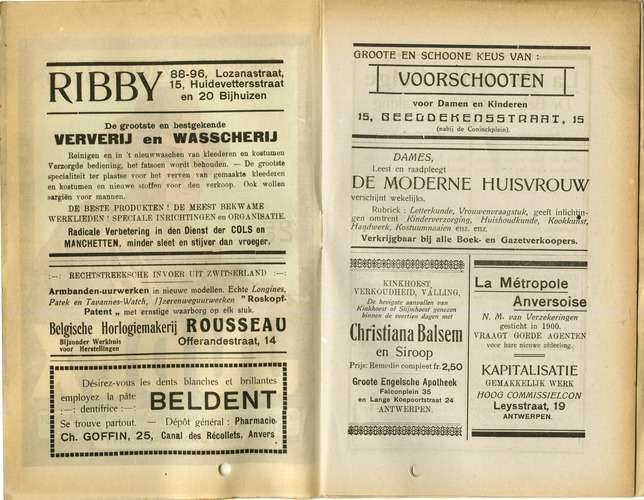 RIBBY
88-96, Lozanastraat,
15, Huidevettersstraat
en 20 Bijhuizen
De grootste en bestgekende
VERVERIJ en WASSCHERIJ
Reinigen en in 't nieuwwaschen van kleederen en kostumen
Verzorgde bediening, het fatsoen wordt behouden. — De grootste
specialiteit ter plaatse voor het verven van gemaakte kleederen
en kostumen en nieuwe stoffen voor den verkoop. Ook wollen
sargiën voor mannen.
DE BESTE PRODUKTEN! DE MEEST BEKWAME
WERKLIEDEN! SPECIALE INRICHTINGEN en ORGANISATIE.
Radicale Verbetering in den Dienst der COLS en
MANCHETTEN, minder sleet en stijver dan vroeger.
:—: RECHTSTREEKSCHE INVOER UIT ZWITSERLAND :—:
Armbanden-uurwerken in nieuwe modellen. Echte Longines,
Patek en Tavannes-Watch, IJzerenweguurwerken "Roskopf-
Patent„ met ernstige waarborg op elk stuk.
Belgische Horlogiemakerij ROUSSEAU
Bijzonder Werkhuis
voor Herstellingen
Offerandestraat, 14
Désirez-vous les dents blanches et brillantes
employez la pâte
:—: dentifrice :—:
BELDENT
Se trouve partout. — Dépôt général : Pharmacie
Ch. GOFFIN, 25, Canal des Récollets, Anvers
GROOTE EN SCHOONE KEUS VAN :
VOORSCHOOTEN
voor Damen en Kinderen
15, BEGGDEKENSSTRAAT, 15
(nabij de Coninckplein).
DAMES,
Leest en raadpleegt
DE MODERNE HUISVROUW
verschijnt wekelijks.
Rubriek : Letterkunde, Vrouwenvraagstuk, geeft inlichtin-
gen omtrent Kinderverzorging, Huishoudkunde, Kookkunst,
Handwerk, Kostuumnaaien enz. enz.
Verkrijgbaar bij alle Boek- en Gazetverkoopers.
KINKHOEST,
VERKOUDHEID, VALLING,
De hevigste aanvallen van
Kinkhoest of Slijmhoest genezen
binnen de veertien dagen met
Christiana Balsem
en Siroop
Prijs: Remedie compleet fr. 2,50
Groote Engelsche Apotheek
Falconplein 35
en Lange Koepoortstraat 24
ANTWERPEN.
La Métropole
Anversoise
N. M. van Verzekeringen
gesticht in 1900.
VRAAGT GOEDE AGENTEN
voor hare nieuwe afdeeling.
KAPITALISATIE
GEMAKKELIJK WERK
HOOG COMMISSIELOON
Leysstraat, 19
ANTWERPEN.